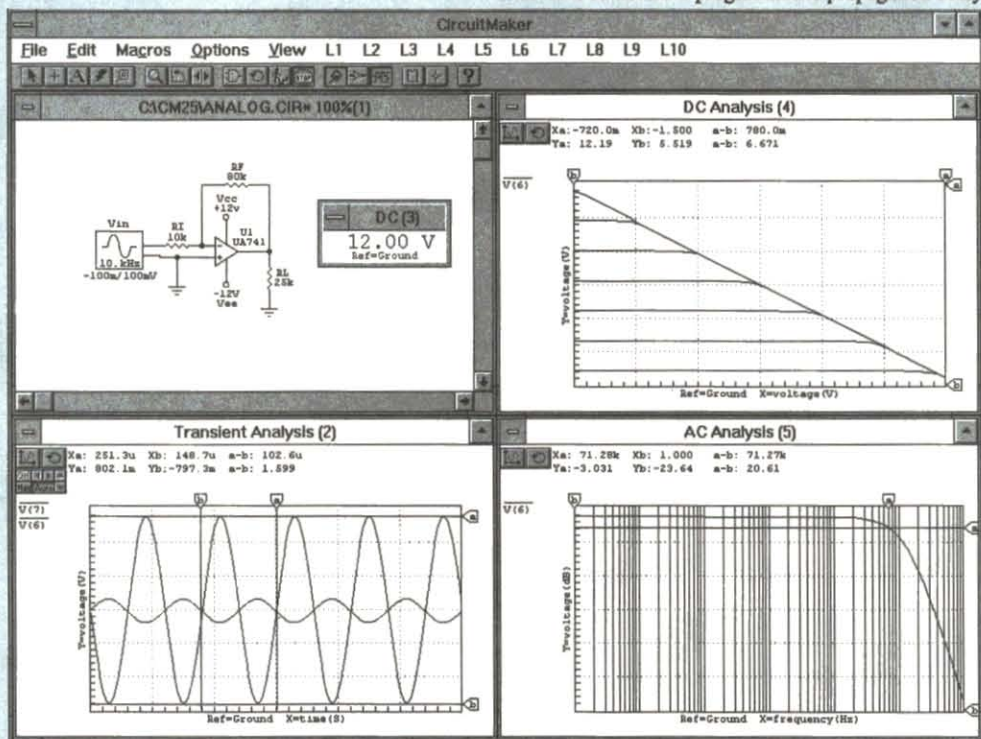 CircuitMaker
File Edit Macros Options View L1 L2 L3 L4 L5 L6 L7 L8 L9 L10
C:\CM25\ANALOG.CIR* 100%(1)
RF
80k
Vcc
+12v
Vin
RI
10k
U1
UA741
10.kHz
-100m/100mV
RL
25k
-12V
Vee
DC (3)
12.00 V
Ref=Ground
DC Analysis (4)
Xa:-720.0m Xb:-1.500 a-b: 780.0m
Ya: 12.19 Yb: 5.519 a-b: 6.671
V(6)
b
a
a
b
Y=voltage(V)
Ref=Ground X=voltage(V)
Transient Analysis (2)
Xa: 251.3u Xb: 148.7u a-b: 102.6u
Ya: 802.1m Yb:-797.3m a-b: 1.599
V(7)
V(6)
b
a
a
b
Y=voltage(V)
Ref=Ground X=time(S)
AC Analysis (5)
Xa: 71.28k Xb: 1.000 a-b: 71.27k
Ya:-3.031 Yb:-23.64 a-b: 20.61
V(6)
b
a
a
b
Y=voltage(dB)
Ref=Ground X=frequency(Hz)